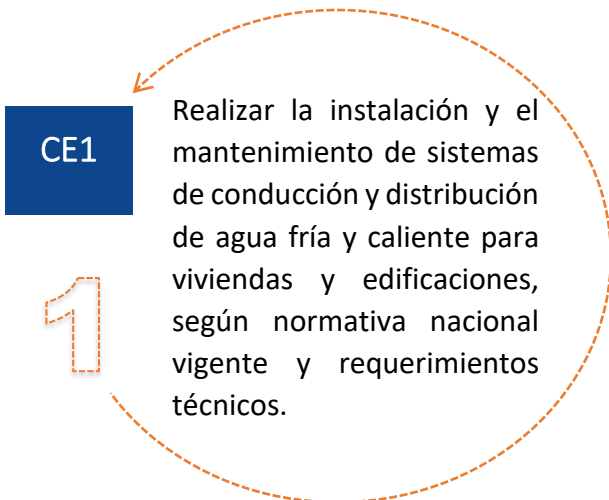 CE1
1
Realizar la instalación y el
mantenimiento de sistemas
de conducción y distribución
de agua fría y caliente para
viviendas y edificaciones,
según normativa nacional
vigente y requerimientos
técnicos.